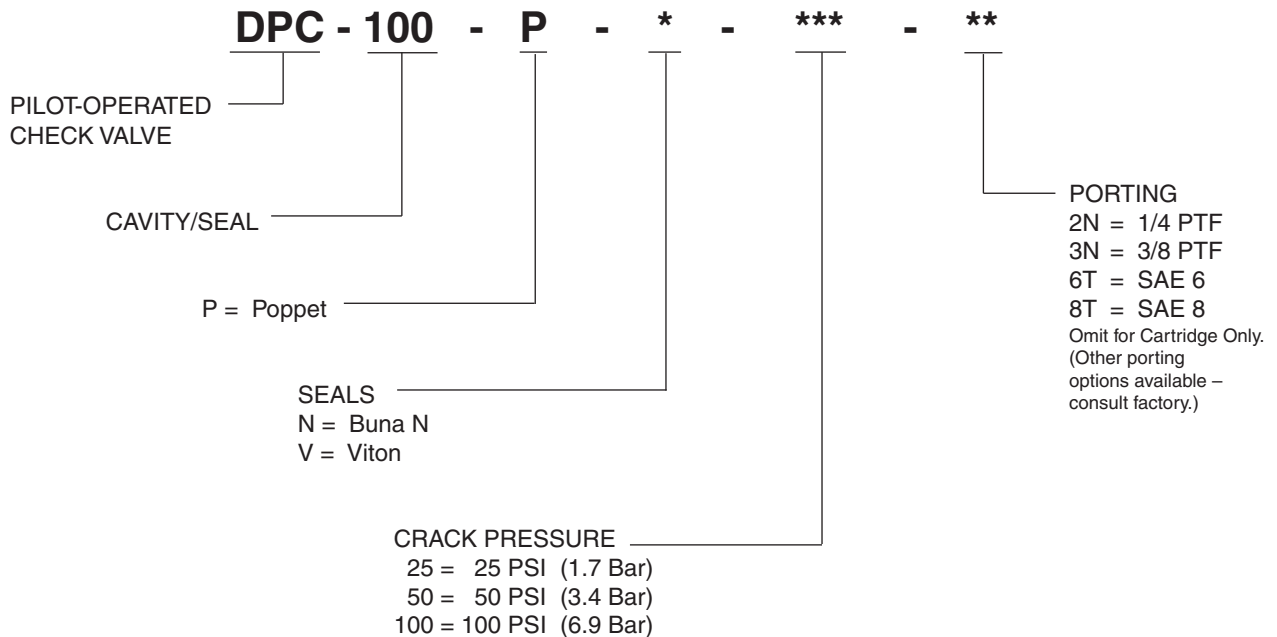 DPC - 100 - P - * - *** - **
PILOT-OPERATED
CHECK VALVE
CAVITY/SEAL
P = Poppet
SEALS
N = Buna N
V = Viton
CRACK PRESSURE
25 = 25 PSI (1.7 Bar)
50 = 50 PSI (3.4 Bar)
100 = 100 PSI (6.9 Bar)
PORTING
2N = 1/4 PTF
3N = 3/8 PTF
6T = SAE 6
8T = SAE 8
Omit for Cartridge Only.
(Other porting
options available –
consult factory.)